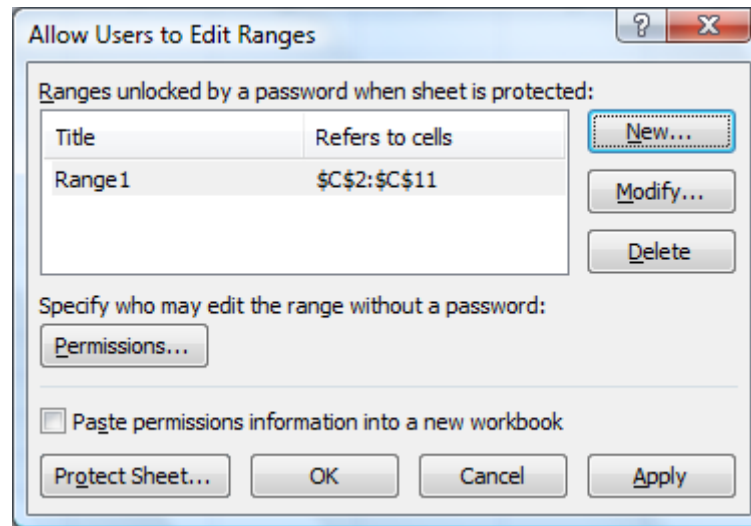 Allow Users to Edit Ranges
Ranges unlocked by a password when sheet is protected:
Title Refers to cells
Range1 $C$2:$C$11
New...
Modify...
Delete
Specify who may edit the range without a password:
Permissions...
Paste permissions information into a new workbook
Protect Sheet... OK Cancel Apply